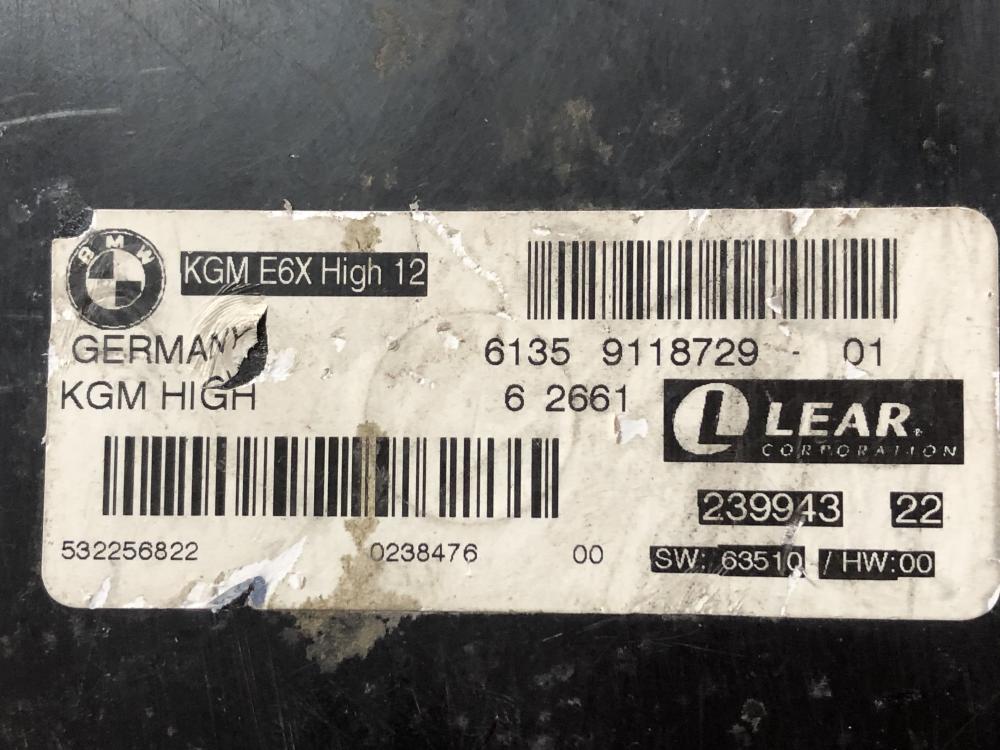 BMW
KGM E6X High 12
GERMANY
6135 9118729 - 01
KGM HIGH
6 2661
LEAR®
CORPORATION
239943 22
532256822 0238476 00
SW: 63510 / HW:00